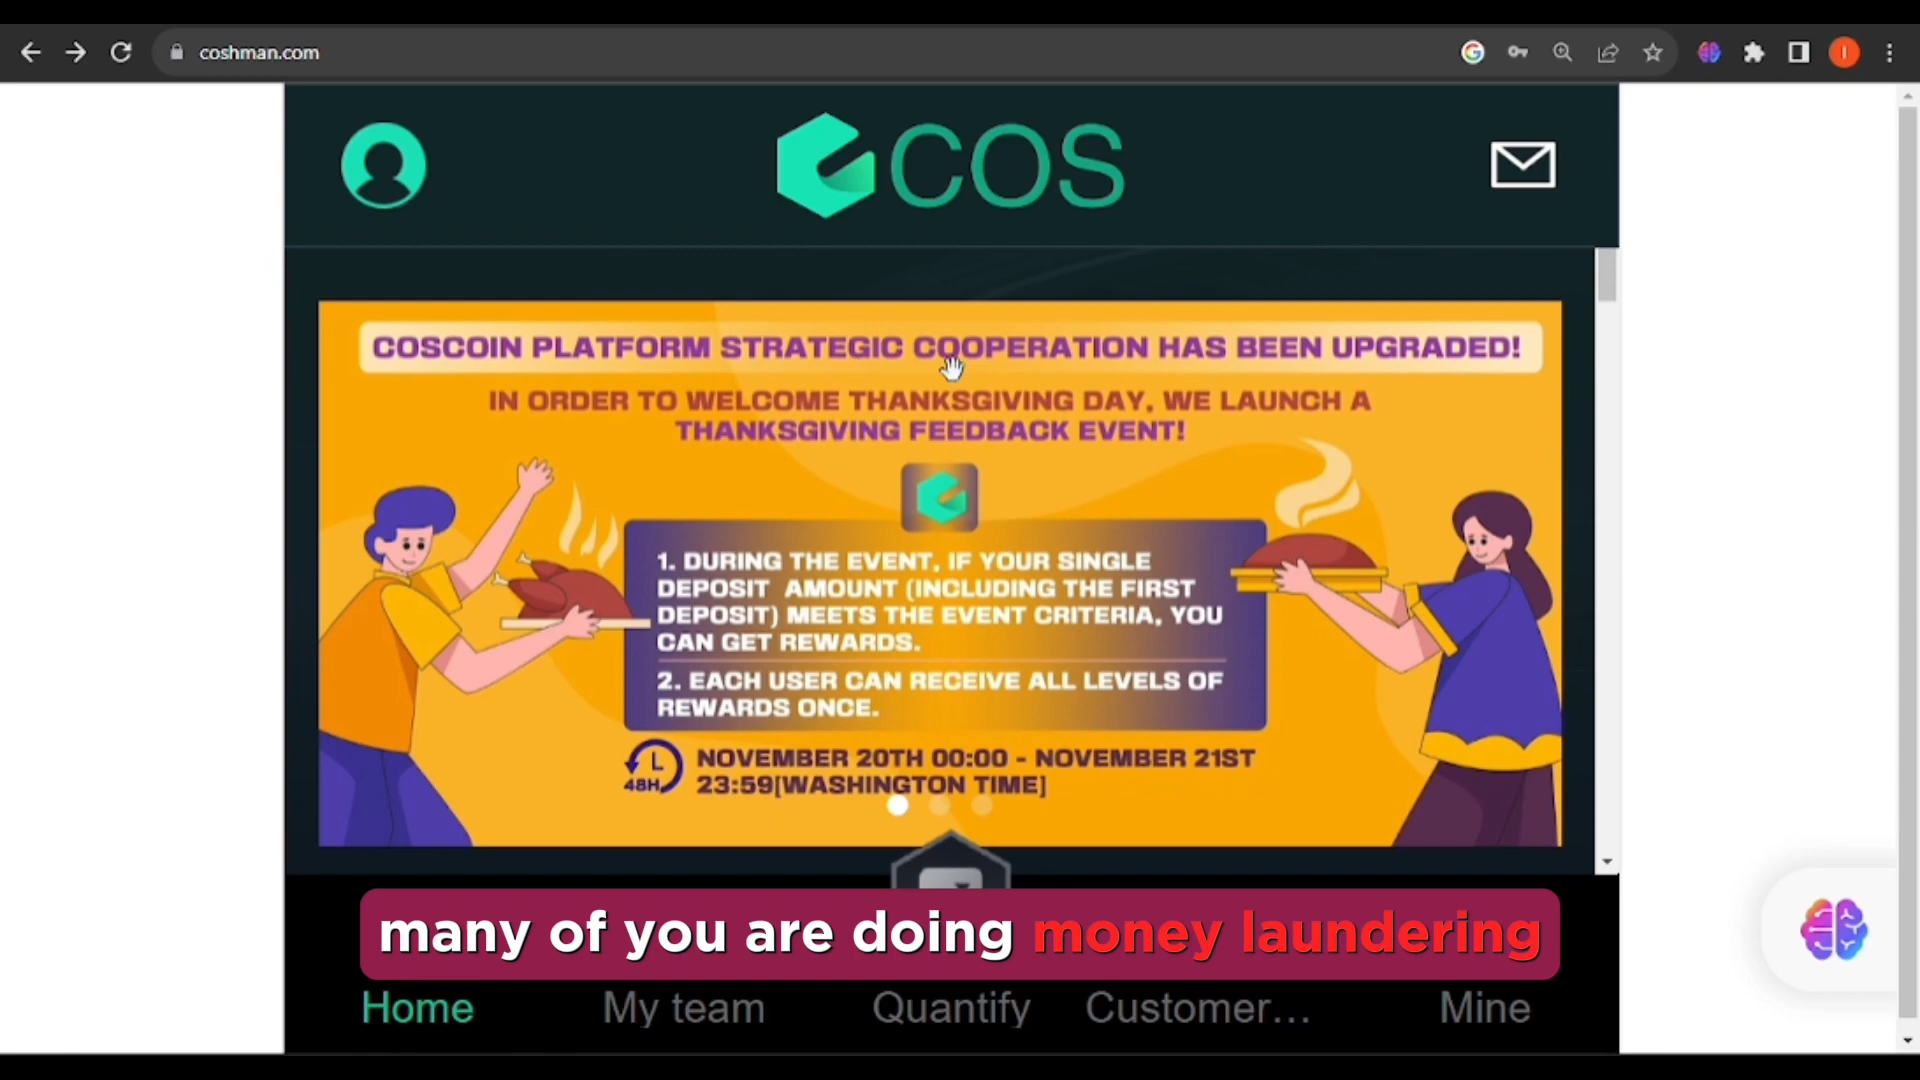 coshman.com
COS
COSCOIN PLATFORM STRATEGIC COOPERATION HAS BEEN UPGRADED!
IN ORDER TO WELCOME THANKSGIVING DAY, WE LAUNCH A
THANKSGIVING FEEDBACK EVENT!
1. DURING THE EVENT, IF YOUR SINGLE
DEPOSIT AMOUNT (INCLUDING THE FIRST
DEPOSIT) MEETS THE EVENT CRITERIA, YOU
CAN GET REWARDS.
2. EACH USER CAN RECEIVE ALL LEVELS OF
REWARDS ONCE.
48H
NOVEMBER 20TH 00:00 - NOVEMBER 21ST
23:59[WASHINGTON TIME]
many of you are doing money laundering
Home My team Quantify Customer... Mine